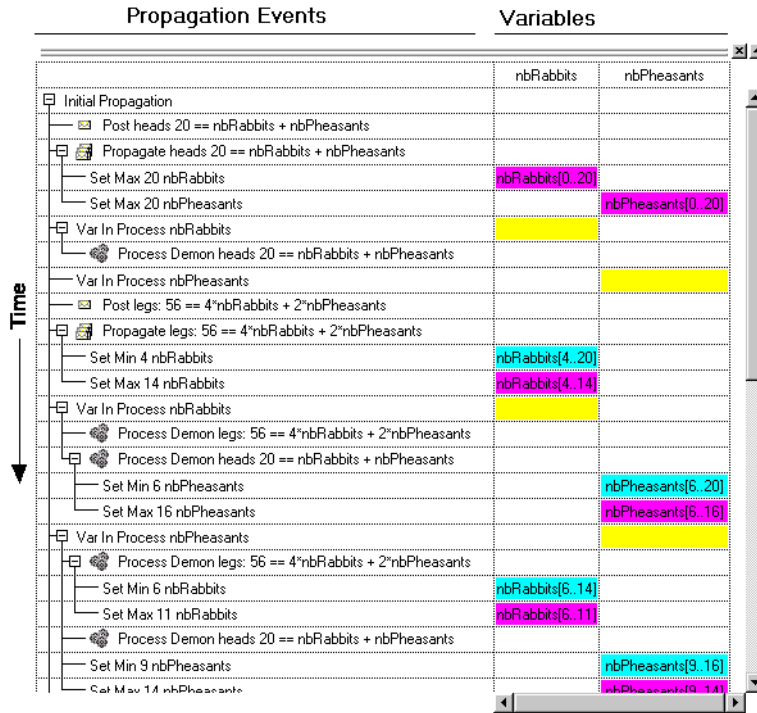 Propagation Events Variables
nbRabbits nbPheasants
Initial Propagation
Post heads 20 == nbRabbits + nbPheasants
Propagate heads 20 == nbRabbits + nbPheasants
Set Max 20 nbRabbits nbRabbits[0..20]
Set Max 20 nbPheasants nbPheasants[0..20]
Var In Process nbRabbits
Process Demon heads 20 == nbRabbits + nbPheasants
Var In Process nbPheasants
Time
Post legs: 56 == 4*nbRabbits + 2*nbPheasants
Propagate legs: 56 == 4*nbRabbits + 2*nbPheasants
Set Min 4 nbRabbits nbRabbits[4..20]
Set Max 14 nbRabbits nbRabbits[4..14]
Var In Process nbRabbits
Process Demon legs: 56 == 4*nbRabbits + 2*nbPheasants
Process Demon heads 20 == nbRabbits + nbPheasants
Set Min 6 nbPheasants nbPheasants[6..20]
Set Max 16 nbPheasants nbPheasants[6..16]
Var In Process nbPheasants
Process Demon legs: 56 == 4*nbRabbits + 2*nbPheasants
Set Min 6 nbRabbits nbRabbits[6..14]
Set Max 11 nbRabbits nbRabbits[6..11]
Process Demon heads 20 == nbRabbits + nbPheasants
Set Min 9 nbPheasants nbPheasants[9..16]
Set Max 14 nbPheasants nbPheasants[9..14]